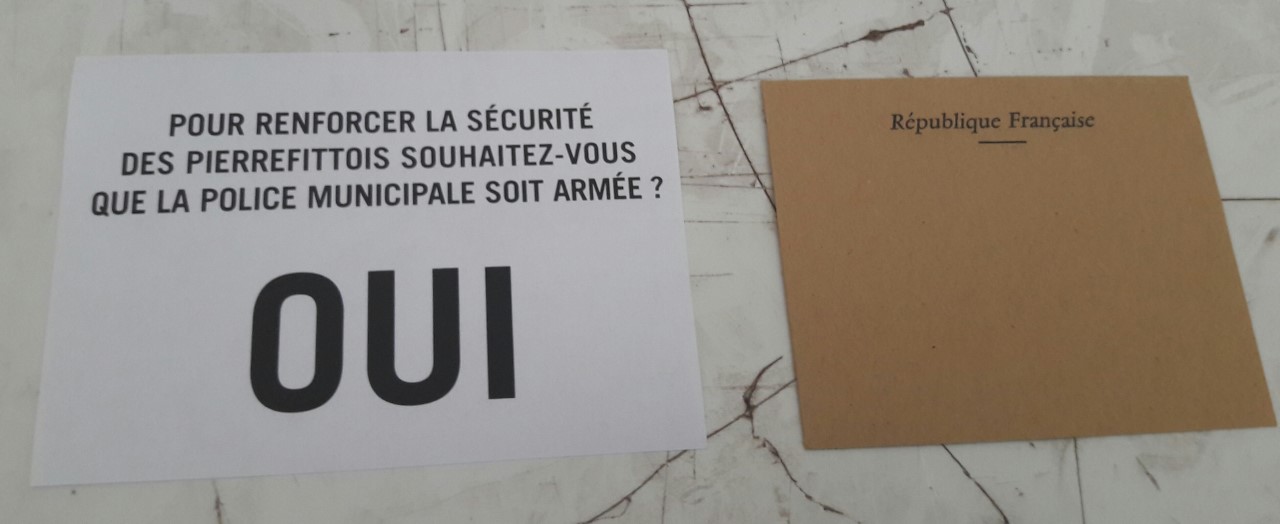 POUR RENFORCER LA SÉCURITÉ
DES PIERREFITTOIS SOUHAITEZ-VOUS
QUE LA POLICE MUNICIPALE SOIT ARMÉE ?
OUI
République Française